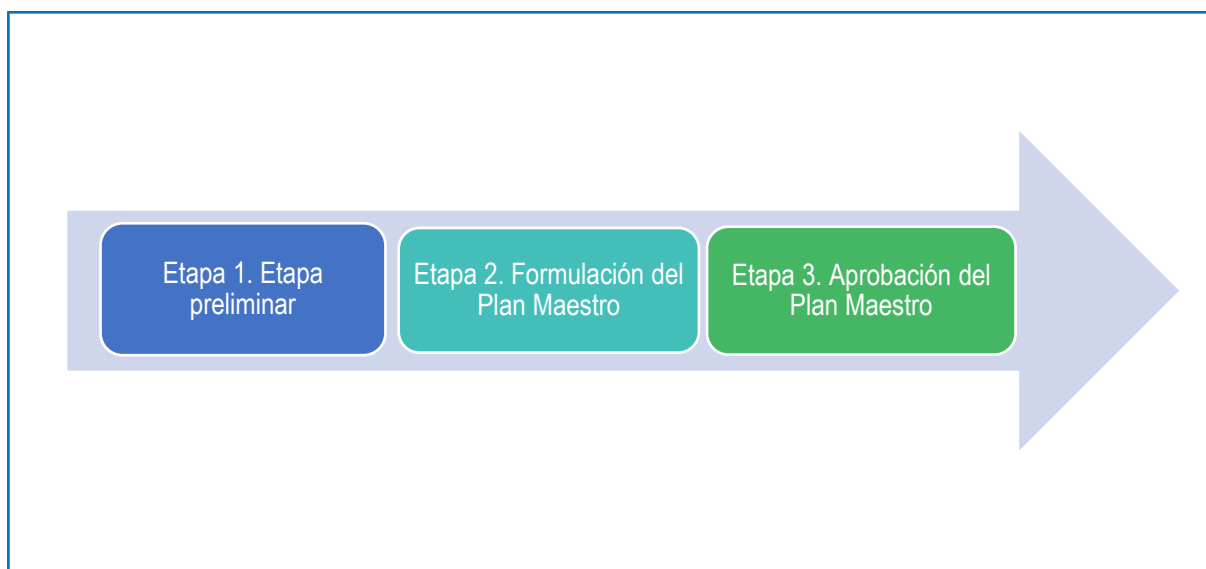 Etapa 1. Etapa
preliminar
Etapa 2. Formulación del
Plan Maestro
Etapa 3. Aprobación del
Plan Maestro